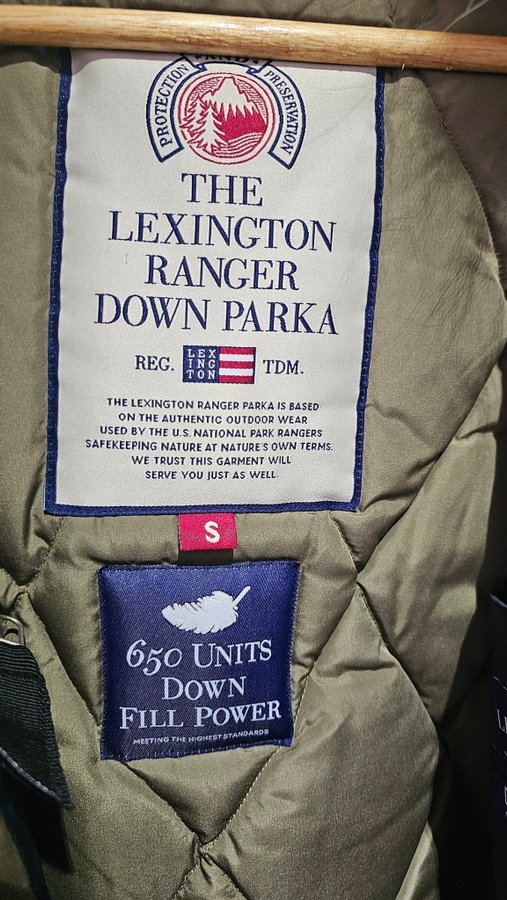 PROTECTION AND PRESERVATION
THE
LEXINGTON
RANGER
DOWN PARKA
REG. LEX ING TON TDM.
THE LEXINGTON RANGER PARKA IS BASED
ON THE AUTHENTIC OUTDOOR WEAR
USED BY THE U.S. NATIONAL PARK RANGERS
SAFEKEEPING NATURE AT NATURE'S OWN TERMS.
WE TRUST THIS GARMENT WILL
SERVE YOU JUST AS WELL.
S
650 UNITS
DOWN
FILL POWER
MEETING THE HIGHEST STANDARDS